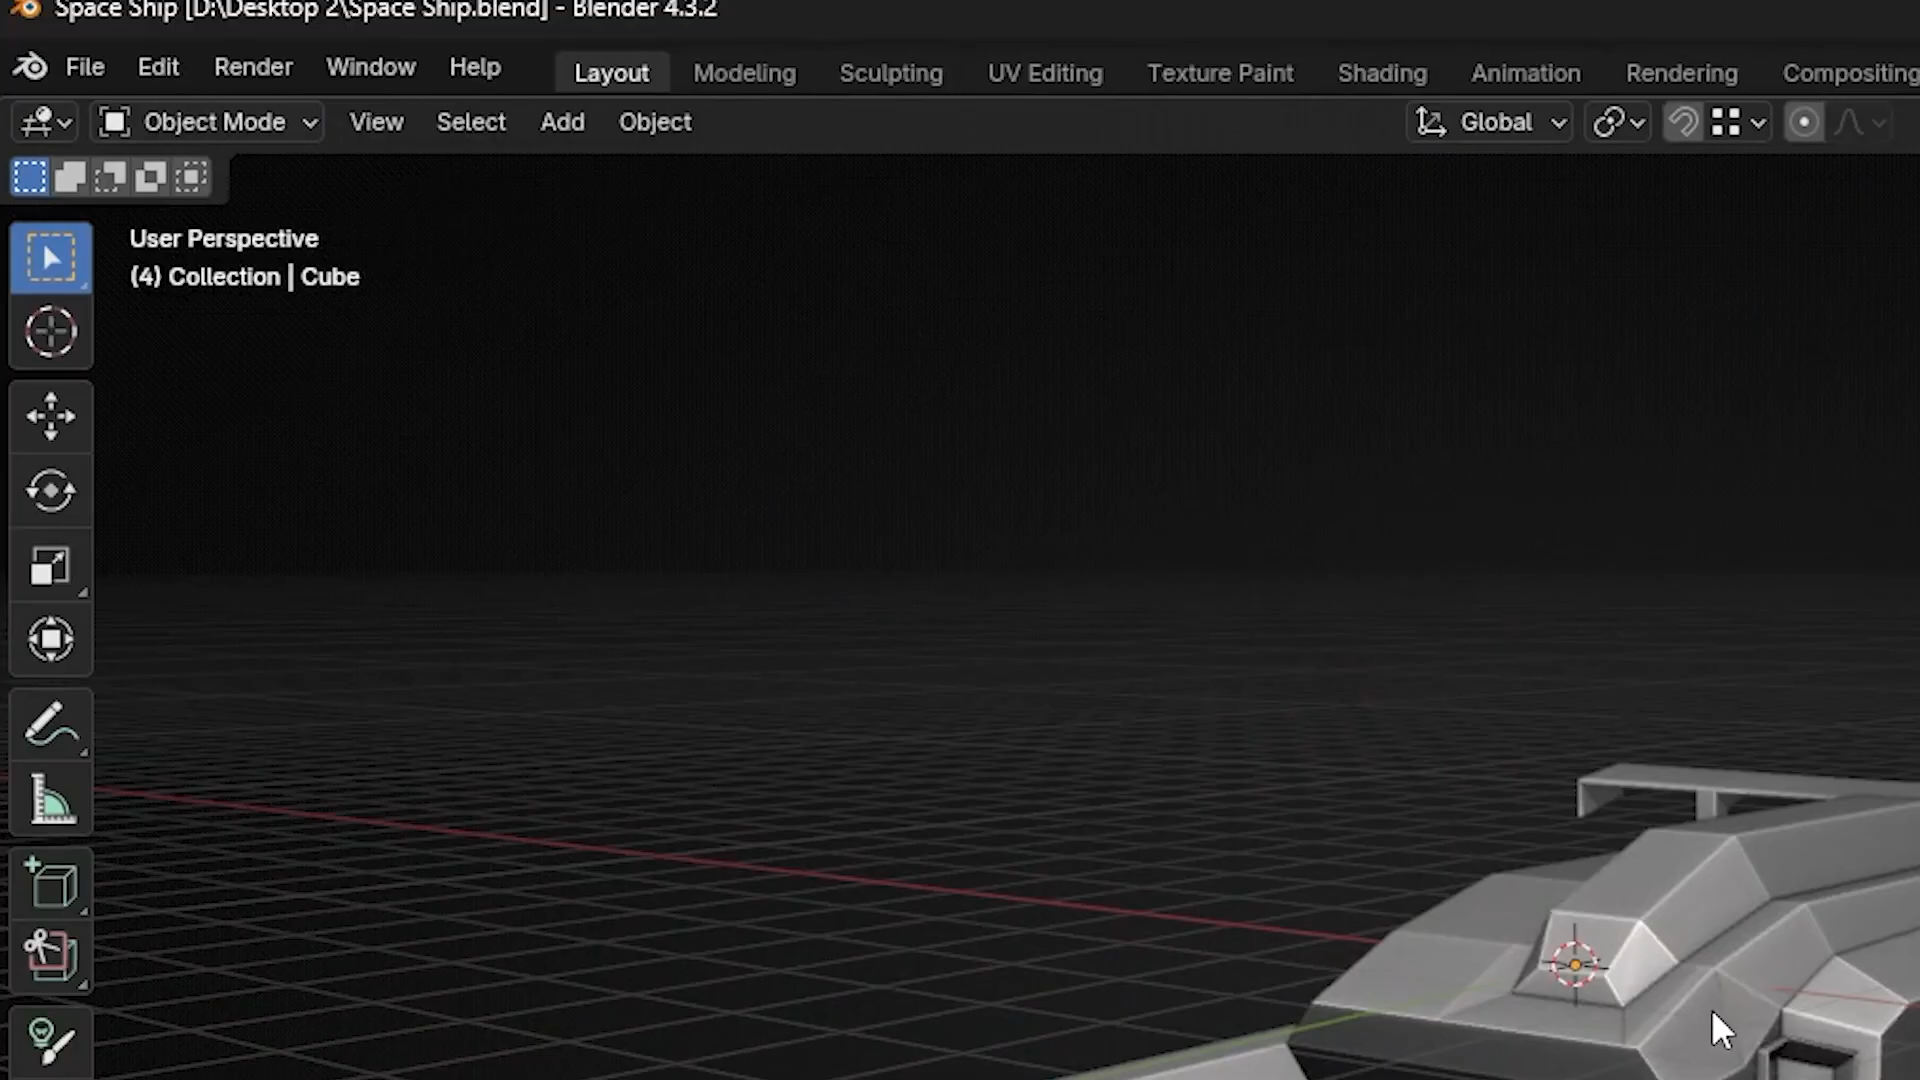 Space Ship [D:\Desktop 2\Space Ship.blend] - Blender 4.3.2
File Edit Render Window Help Layout Modeling Sculpting UV Editing Texture Paint Shading Animation Rendering Compositing
Object Mode View Select Add Object Global
User Perspective
(4) Collection | Cube